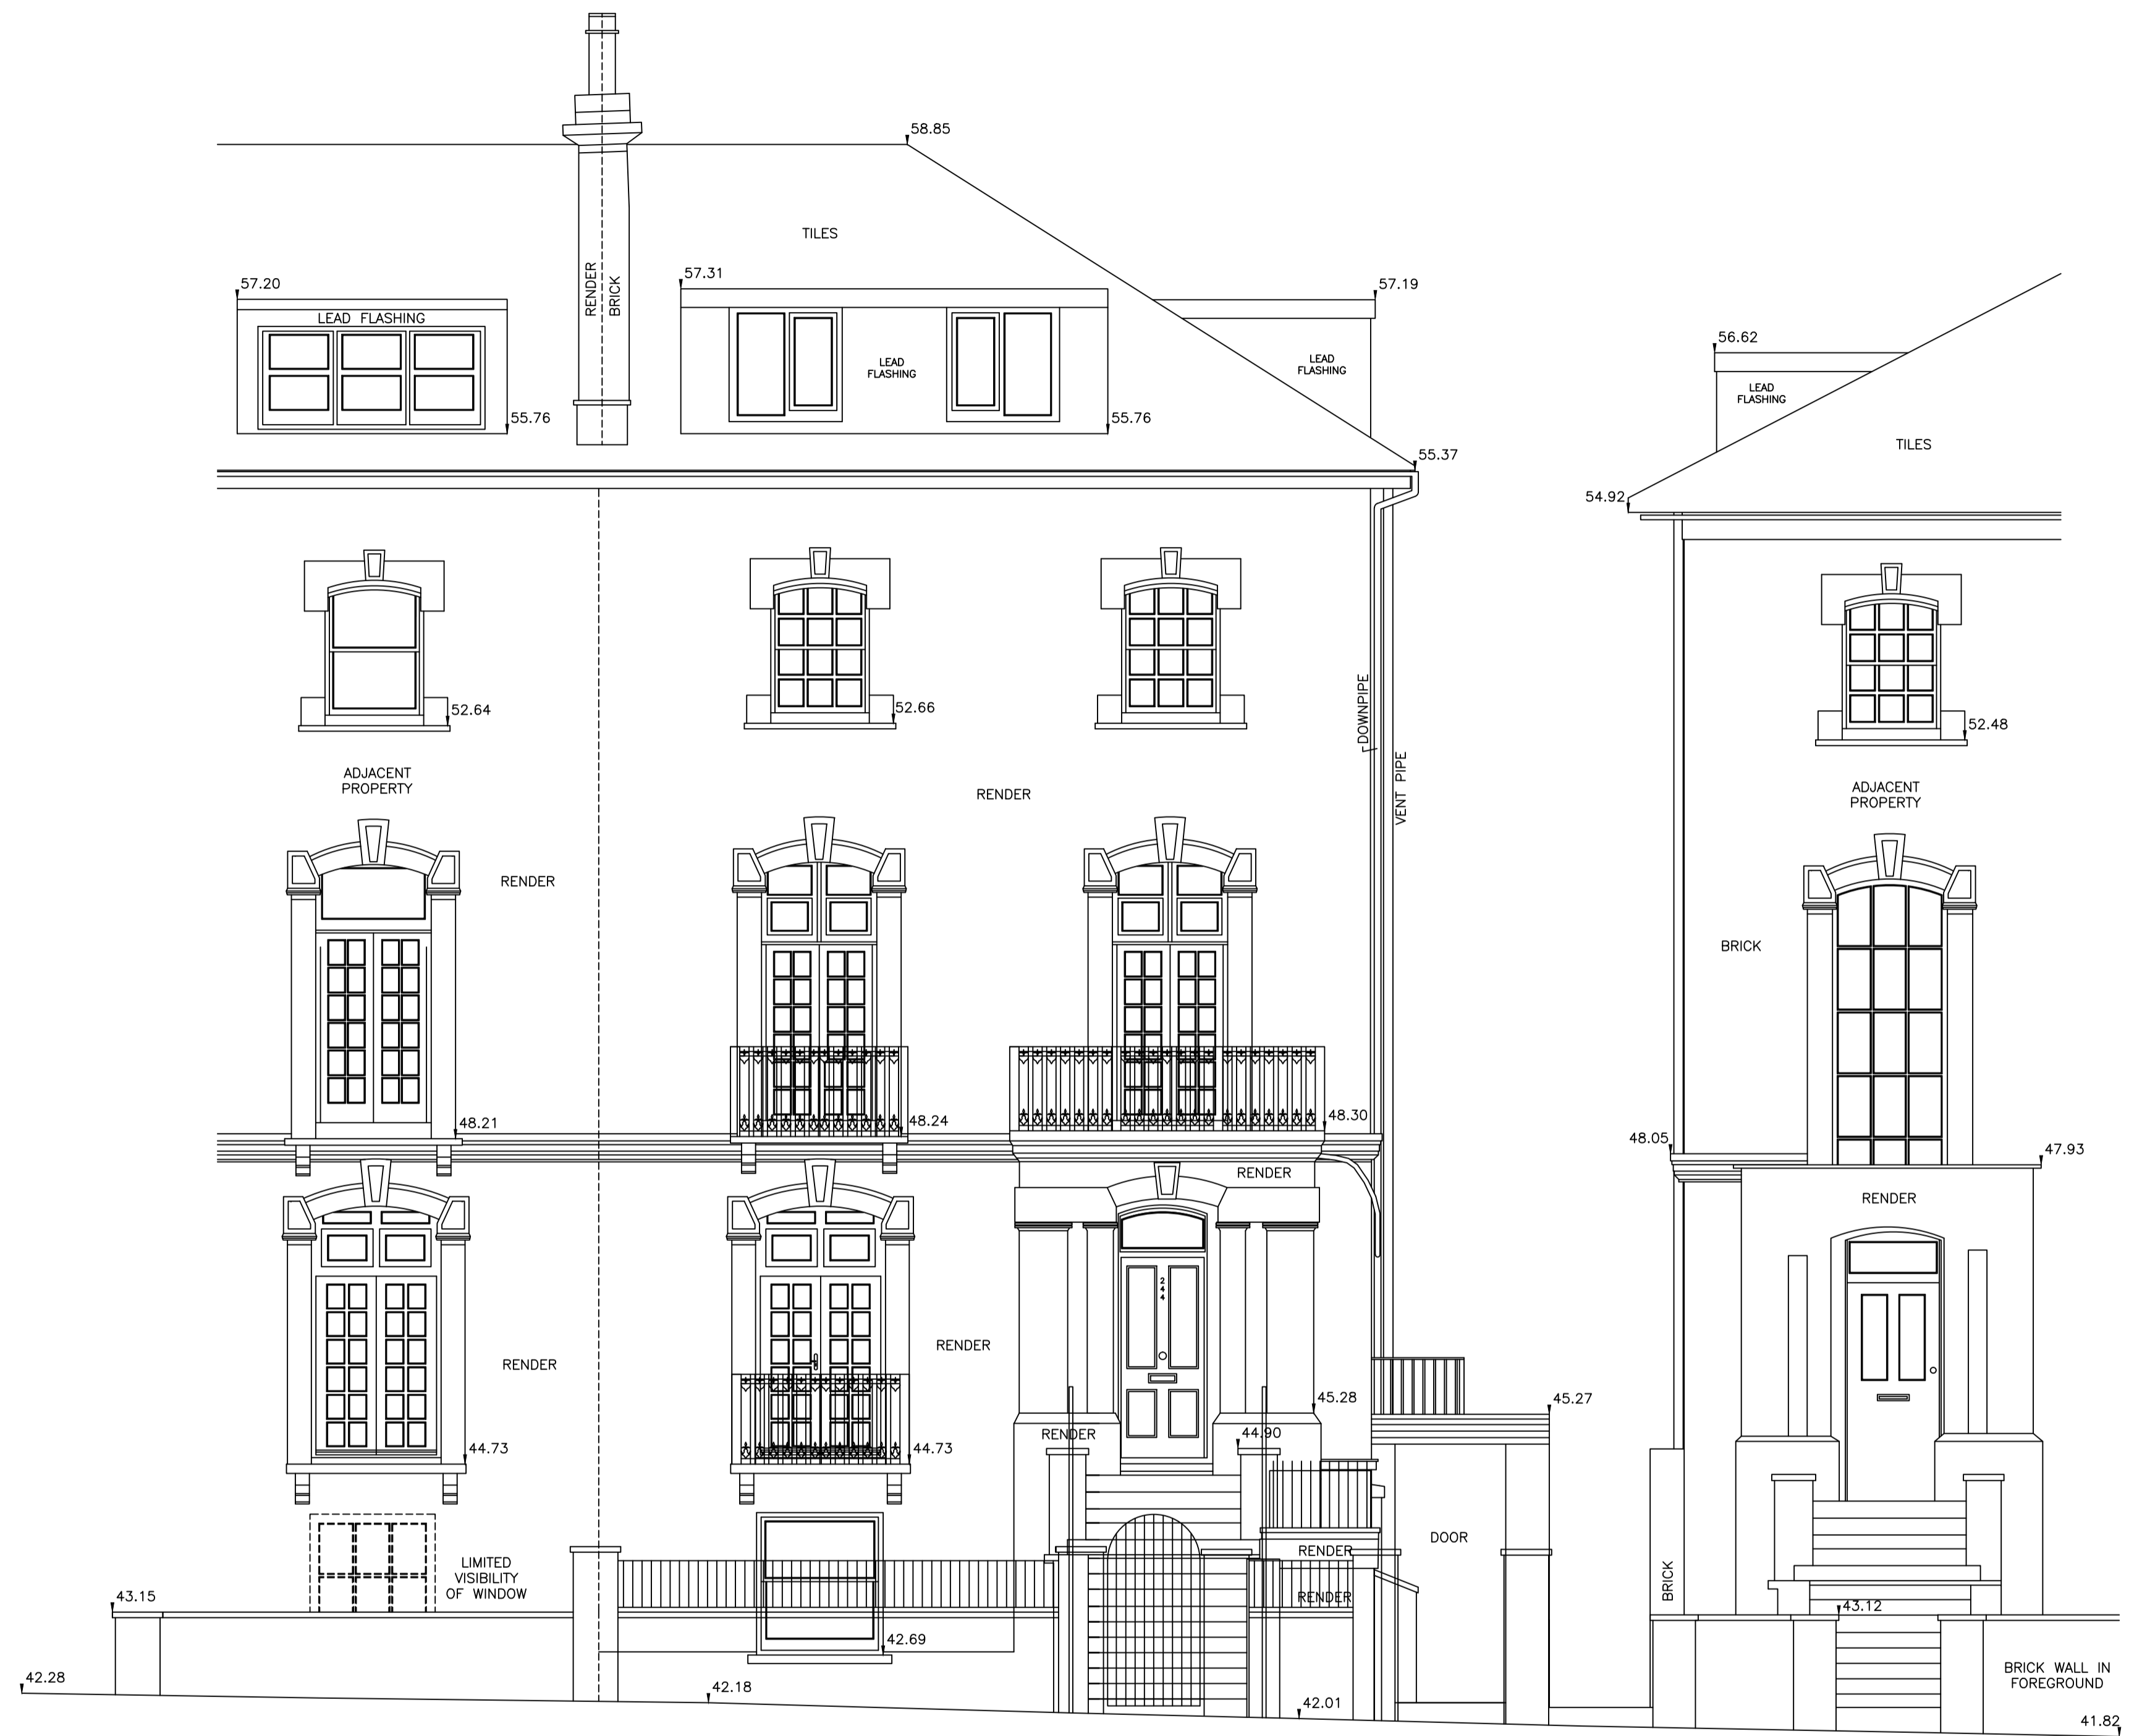 58.85
TILES
57.20
LEAD FLASHING
55.76
RENDER
BRICK
57.31
LEAD
FLASHING
55.76
57.19
LEAD
FLASHING
55.37
56.62
LEAD
FLASHING
TILES
54.92
52.64
52.66
DOWNPIPE
VENT PIPE
52.48
ADJACENT
PROPERTY
RENDER
ADJACENT
PROPERTY
RENDER
BRICK
48.21
48.24
48.30
48.05
47.93
RENDER
RENDER
244
RENDER
RENDER
45.28
45.27
RENDER
44.90
44.73
44.73
DOOR
LIMITED
VISIBILITY
OF WINDOW
RENDER
RENDER
BRICK
43.15
43.12
42.69
BRICK WALL IN
FOREGROUND
42.28
42.18
42.01
41.82